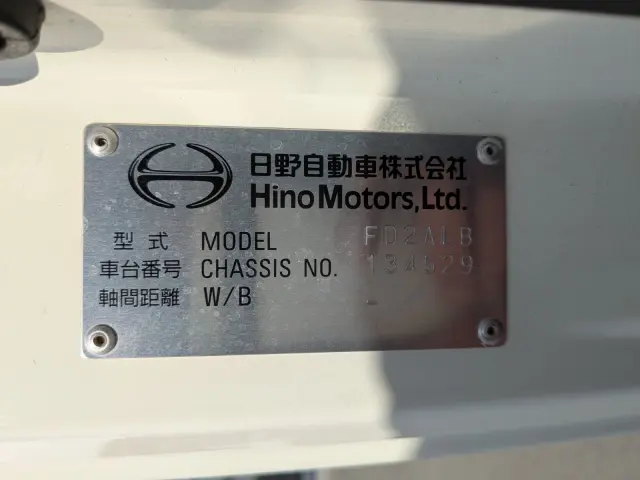 日野自動車株式会社
Hino Motors, Ltd.
型式 MODEL FD2ALB
車台番号 CHASSIS NO. 134529
軸間距離 W/B -